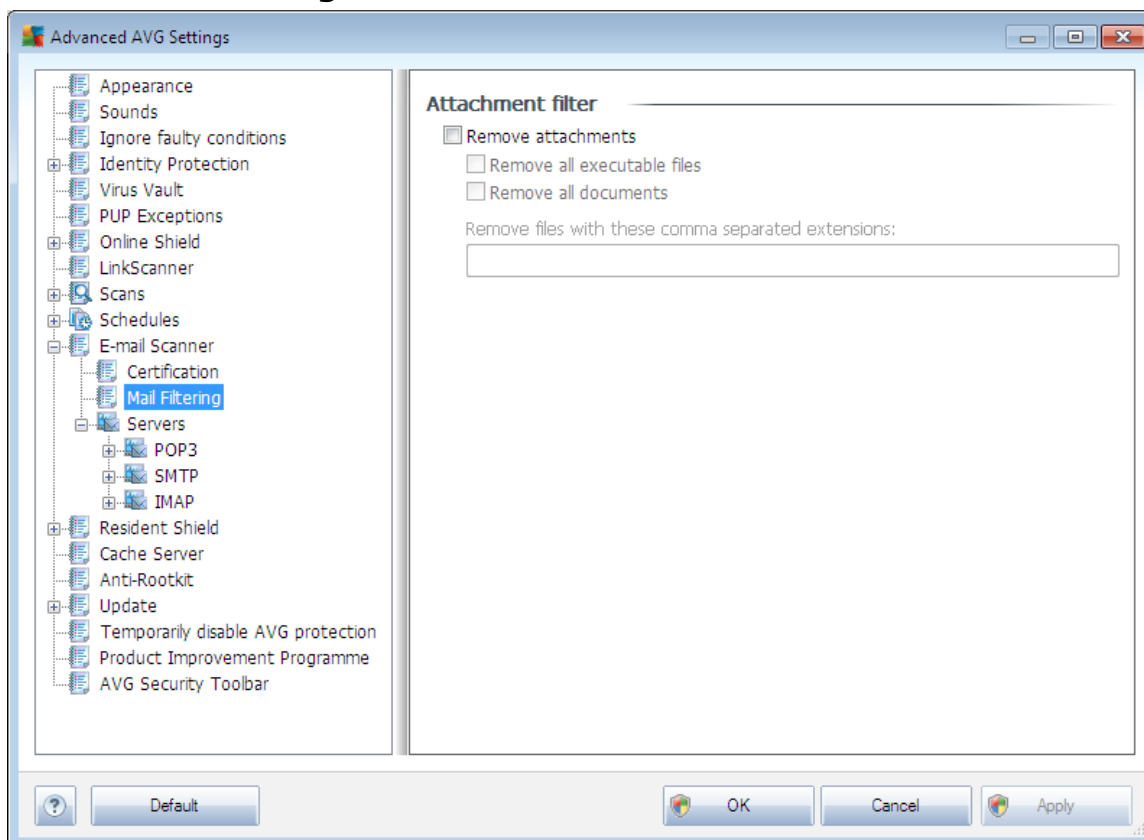 Advanced AVG Settings
Appearance
Sounds
Ignore faulty conditions
Identity Protection
Virus Vault
PUP Exceptions
Online Shield
LinkScanner
Scans
Schedules
E-mail Scanner
Certification
Mail Filtering
Servers
POP3
SMTP
IMAP
Resident Shield
Cache Server
Anti-Rootkit
Update
Temporarily disable AVG protection
Product Improvement Programme
AVG Security Toolbar
Attachment filter
Remove attachments
Remove all executable files
Remove all documents
Remove files with these comma separated extensions:
? Default OK Cancel Apply